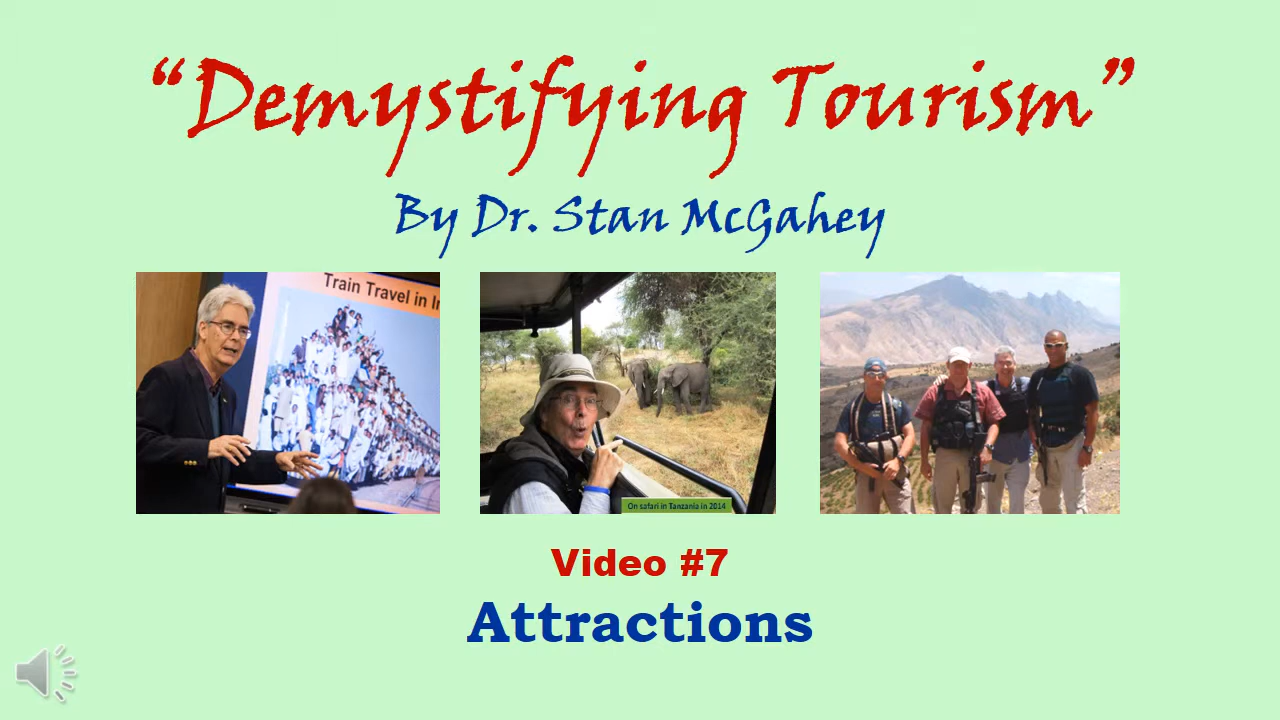 “Demystifying Tourism”
By Dr. Stan McGahey
Train Travel in
On safari in Tanzania in 2014
Video #7
Attractions